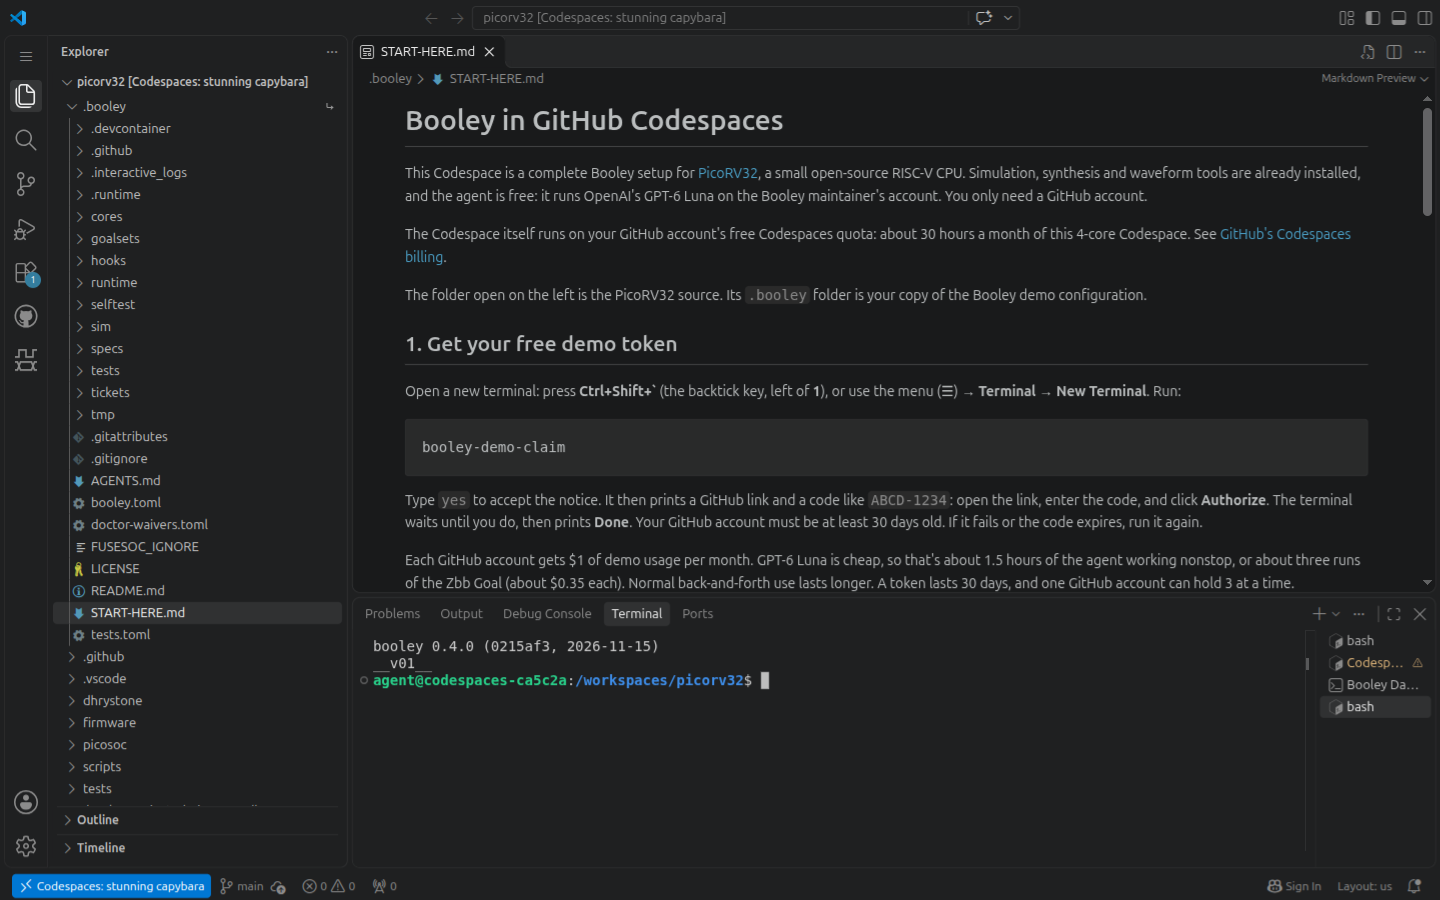 picorv32 [Codespaces: stunning capybara]
Explorer
picorv32 [Codespaces: stunning capybara]
.booley
.devcontainer
.github
.interactive_logs
.runtime
cores
goalsets
hooks
runtime
selftest
sim
specs
tests
tickets
tmp
.gitattributes
.gitignore
AGENTS.md
booley.toml
doctor-waivers.toml
FUSESOC_IGNORE
LICENSE
README.md
START-HERE.md
tests.toml
.github
.vscode
dhrystone
firmware
picosoc
scripts
tests
Outline
Timeline
1
START-HERE.md
.booley > START-HERE.md
Markdown Preview
Booley in GitHub Codespaces
This Codespace is a complete Booley setup for PicoRV32, a small open-source RISC-V CPU. Simulation, synthesis and waveform tools are already installed,
and the agent is free: it runs OpenAI's GPT-6 Luna on the Booley maintainer's account. You only need a GitHub account.
The Codespace itself runs on your GitHub account's free Codespaces quota: about 30 hours a month of this 4-core Codespace. See GitHub's Codespaces
billing.
The folder open on the left is the PicoRV32 source. Its .booley folder is your copy of the Booley demo configuration.
1. Get your free demo token
Open a new terminal: press Ctrl+Shift+` (the backtick key, left of 1), or use the menu (☰) → Terminal → New Terminal. Run:
booley-demo-claim
Type yes to accept the notice. It then prints a GitHub link and a code like ABCD-1234: open the link, enter the code, and click Authorize. The terminal
waits until you do, then prints Done. Your GitHub account must be at least 30 days old. If it fails or the code expires, run it again.
Each GitHub account gets $1 of demo usage per month. GPT-6 Luna is cheap, so that's about 1.5 hours of the agent working nonstop, or about three runs
of the Zbb Goal (about $0.35 each). Normal back-and-forth use lasts longer. A token lasts 30 days, and one GitHub account can hold 3 at a time.
Problems Output Debug Console Terminal Ports
booley 0.4.0 (0215af3, 2026-11-15)
__v01__
agent@codespaces-ca5c2a:/workspaces/picorv32$
bash
Codesp...
Booley Da...
bash
Codespaces: stunning capybara main 0 0 0
Sign In Layout: us